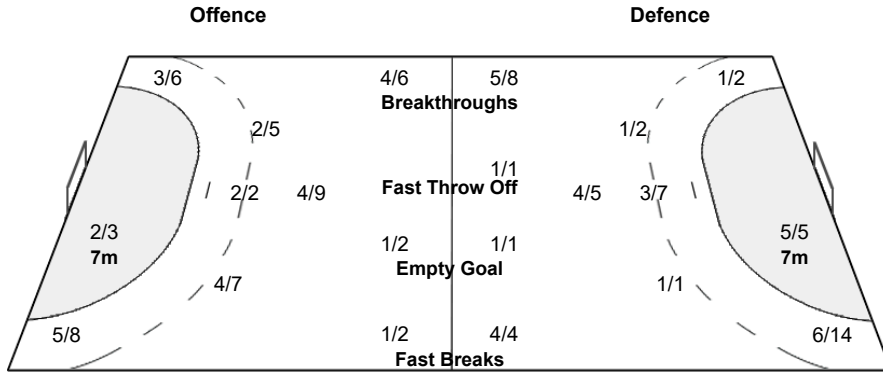 Offence Defence
3/6 4/6 5/8 1/2
Breakthroughs
2/5 1/2
1/1
2/2 4/9 Fast Throw Off 4/5 3/7
2/3 5/5
7m 7m
1/2 1/1
Empty Goal
4/7 1/1
5/8 1/2 4/4 6/14
Fast Breaks